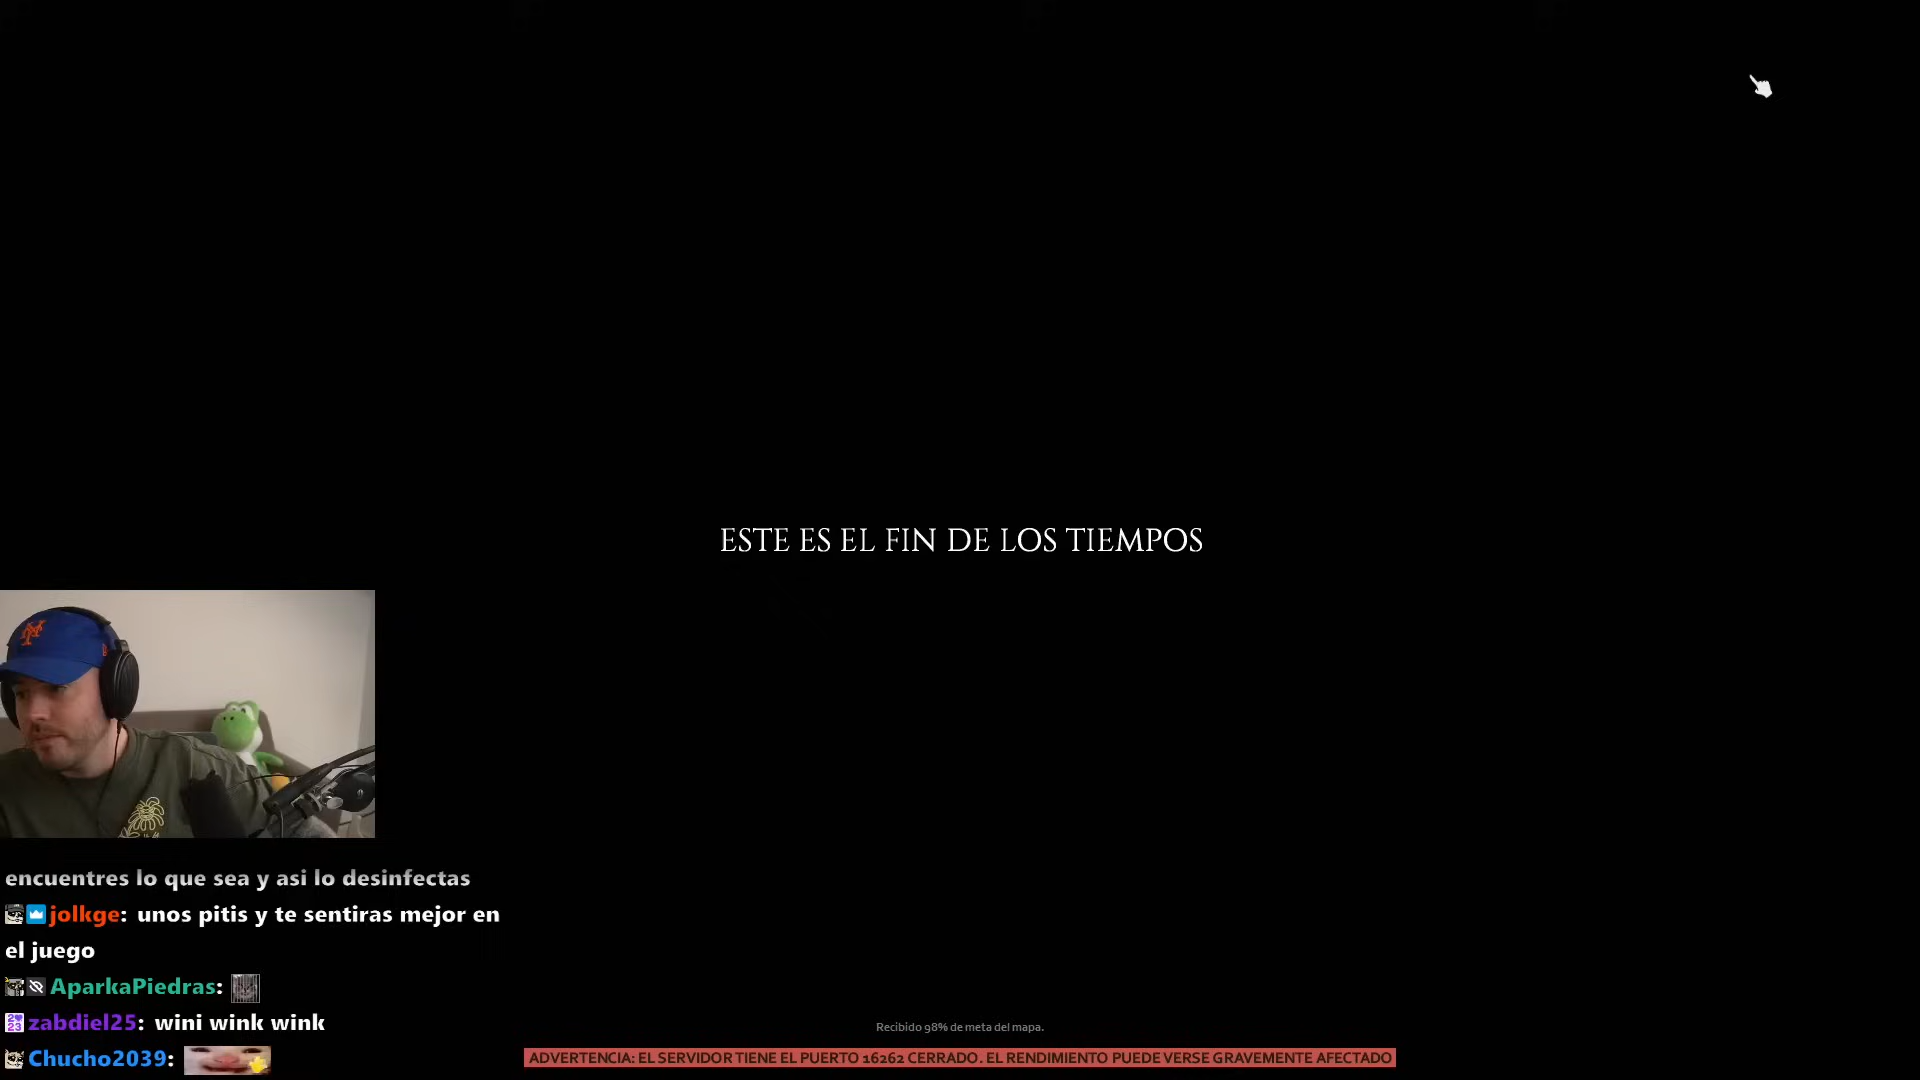 ESTE ES EL FIN DE LOS TIEMPOS
NY
encuentres lo que sea y asi lo desinfectas
jolkge: unos pitis y te sentiras mejor en
el juego
AparkaPiedras:
zabdiel25: wini wink wink
Chucho2039:
Recibido 98% de meta del mapa.
ADVERTENCIA: EL SERVIDOR TIENE EL PUERTO 16262 CERRADO. EL RENDIMIENTO PUEDE VERSE GRAVEMENTE AFECTADO